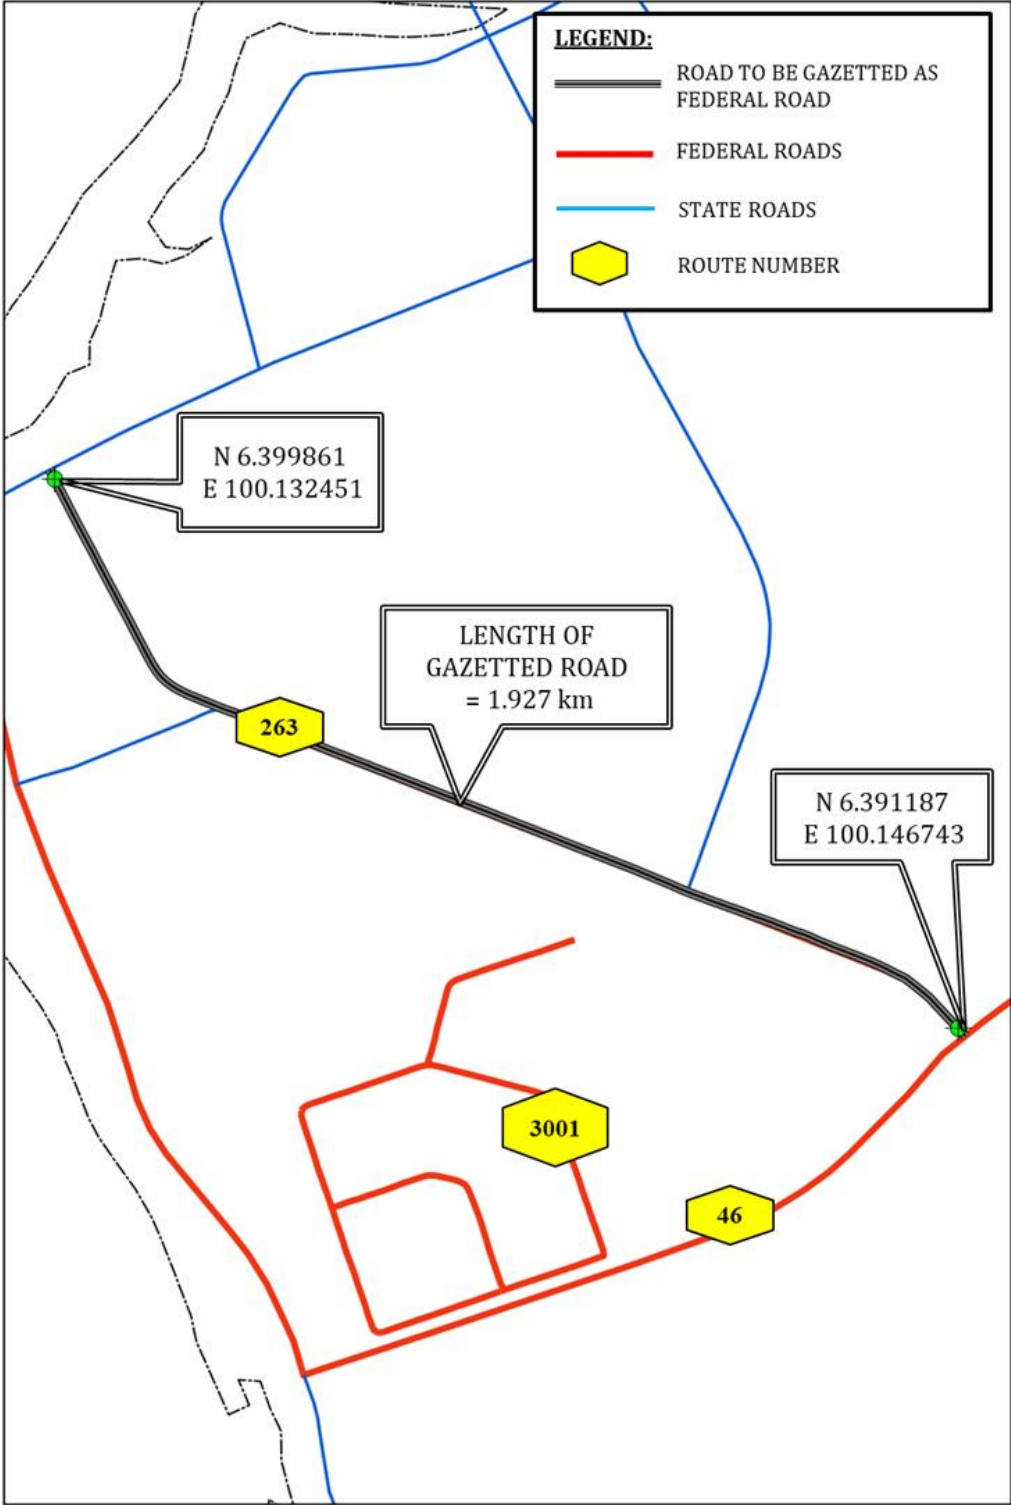 LEGEND:
ROAD TO BE GAZETTED AS
FEDERAL ROAD
FEDERAL ROADS
STATE ROADS
ROUTE NUMBER
N 6.399861
E 100.132451
LENGTH OF
GAZETTED ROAD
= 1.927 km
263
N 6.391187
E 100.146743
3001
46